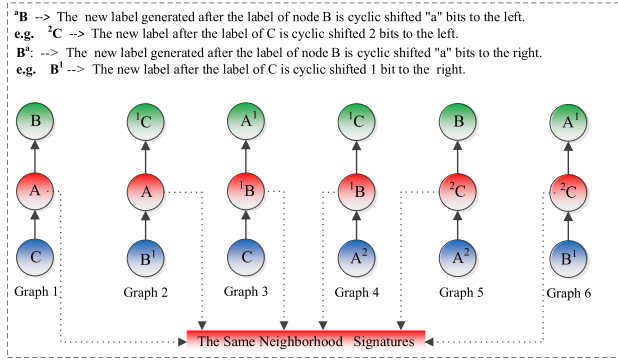 ᵃB --> The new label generated after the label of node B is cyclic shifted "a" bits to the left.
e.g. ²C --> The new label after the label of C is cyclic shifted 2 bits to the left.
Bᵃ: --> The new label generated after the label of node B is cyclic shifted "a" bits to the right.
e.g. B¹ --> The new label after the label of C is cyclic shifted 1 bit to the right.
B ¹C A¹ ¹C B A¹
A A ¹B ¹B ²C ²C
C B¹ C A² A² B¹
Graph 1 Graph 2 Graph 3 Graph 4 Graph 5 Graph 6
The Same Neighborhood Signatures